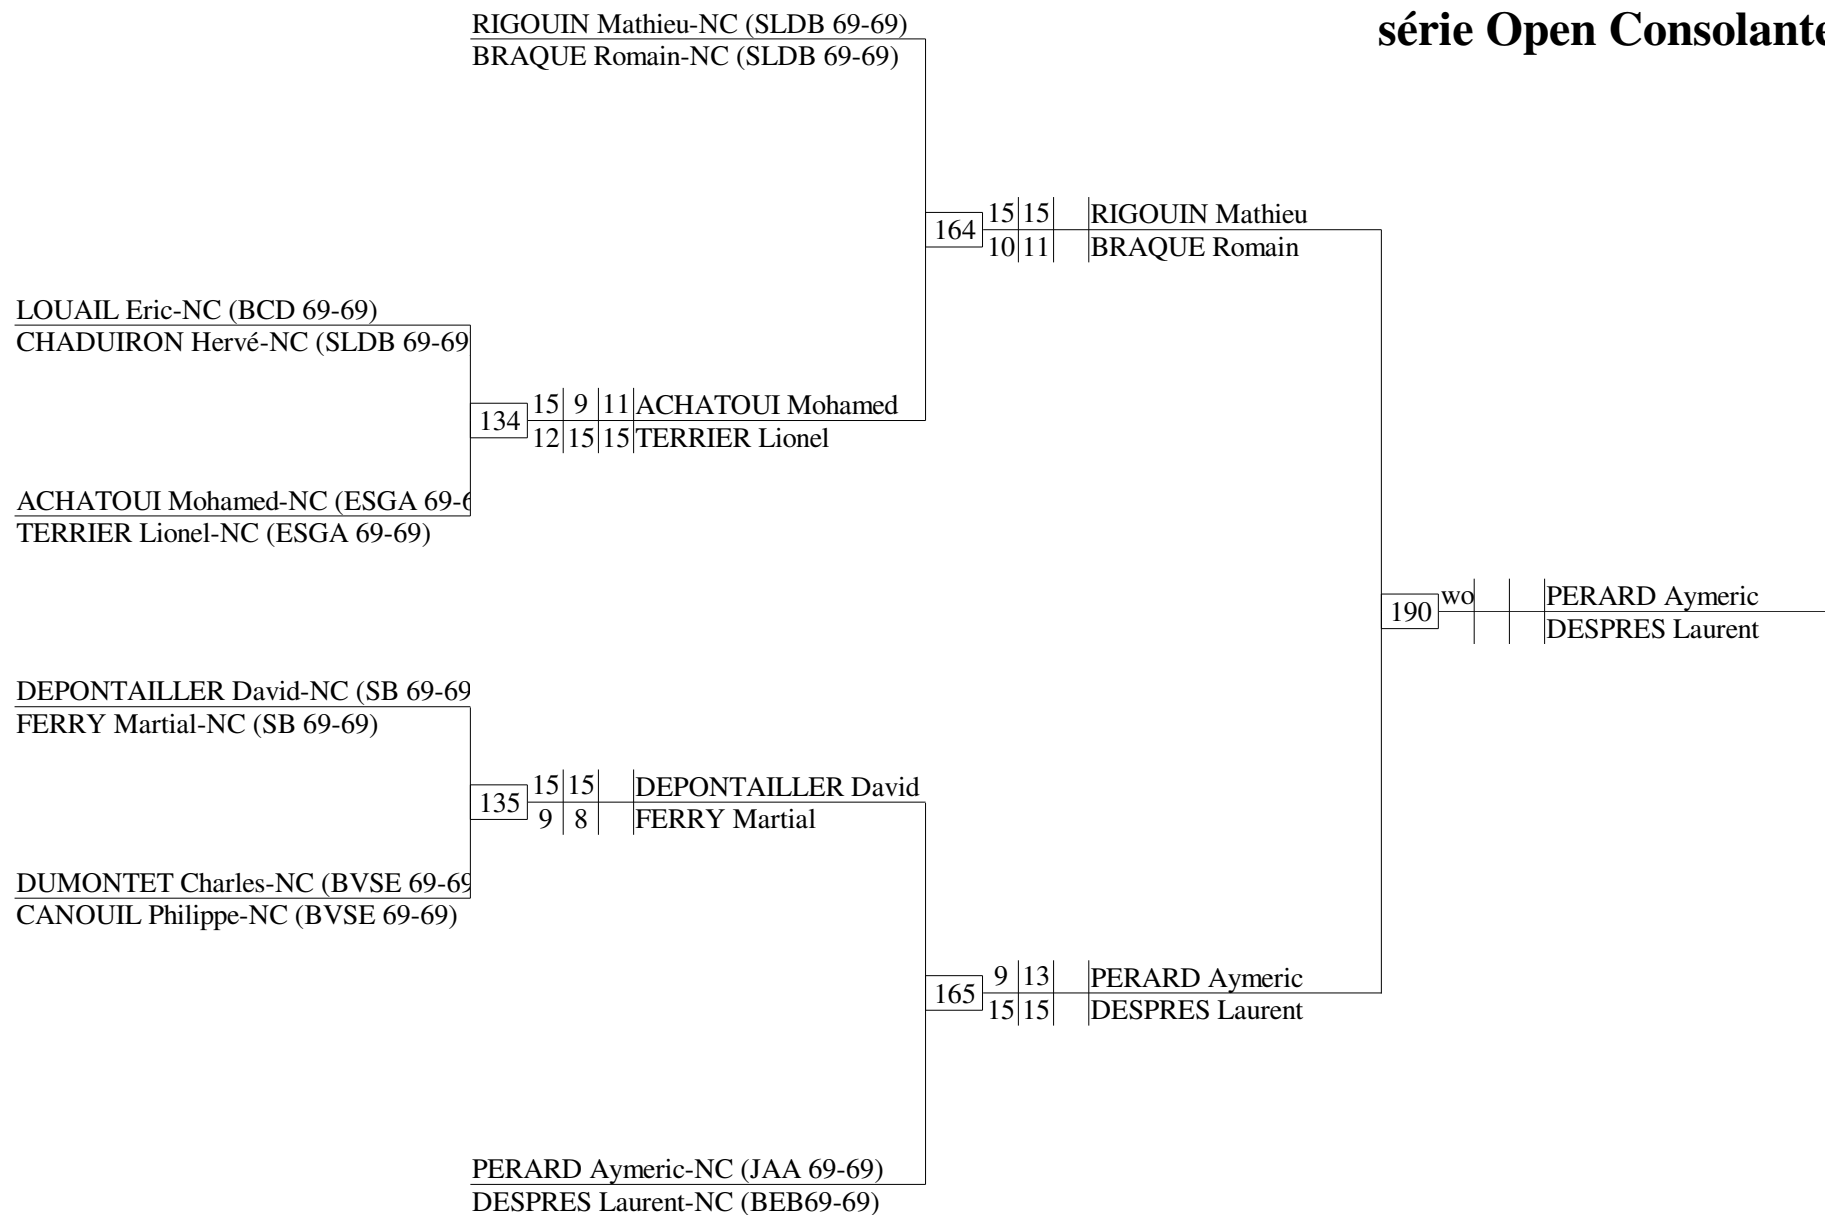 RIGOUIN Mathieu-NC (SLDB 69-69)
BRAQUE Romain-NC (SLDB 69-69)
série Open Consolante
164
15 15
10 11
RIGOUIN Mathieu
BRAQUE Romain
LOUAIL Eric-NC (BCD 69-69)
CHADUIRON Hervé-NC (SLDB 69-69
134
15 9 11
12 15 15
ACHATOUI Mohamed
TERRIER Lionel
ACHATOUI Mohamed-NC (ESGA 69-6
TERRIER Lionel-NC (ESGA 69-69)
190
wo
PERARD Aymeric
DESPRES Laurent
DEPONTAILLER David-NC (SB 69-69
FERRY Martial-NC (SB 69-69)
135
15 15
9 8
DEPONTAILLER David
FERRY Martial
DUMONTET Charles-NC (BVSE 69-69
CANOUIL Philippe-NC (BVSE 69-69)
165
9 13
15 15
PERARD Aymeric
DESPRES Laurent
PERARD Aymeric-NC (JAA 69-69)
DESPRES Laurent-NC (BEB69-69)